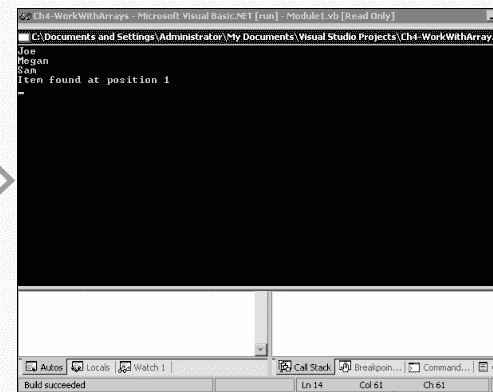 Ch4-WorkWithArrays - Microsoft Visual Basic.NET [run] - Module1.vb [Read Only]
C:\Documents and Settings\Administrator\My Documents\Visual Studio Projects\Ch4-WorkWithArray
Joe
Megan
Sam
Item found at position 1
Autos Locals Watch 1 Call Stack Breakpoin... Command...
Build succeeded Ln 14 Col 61 Ch 61